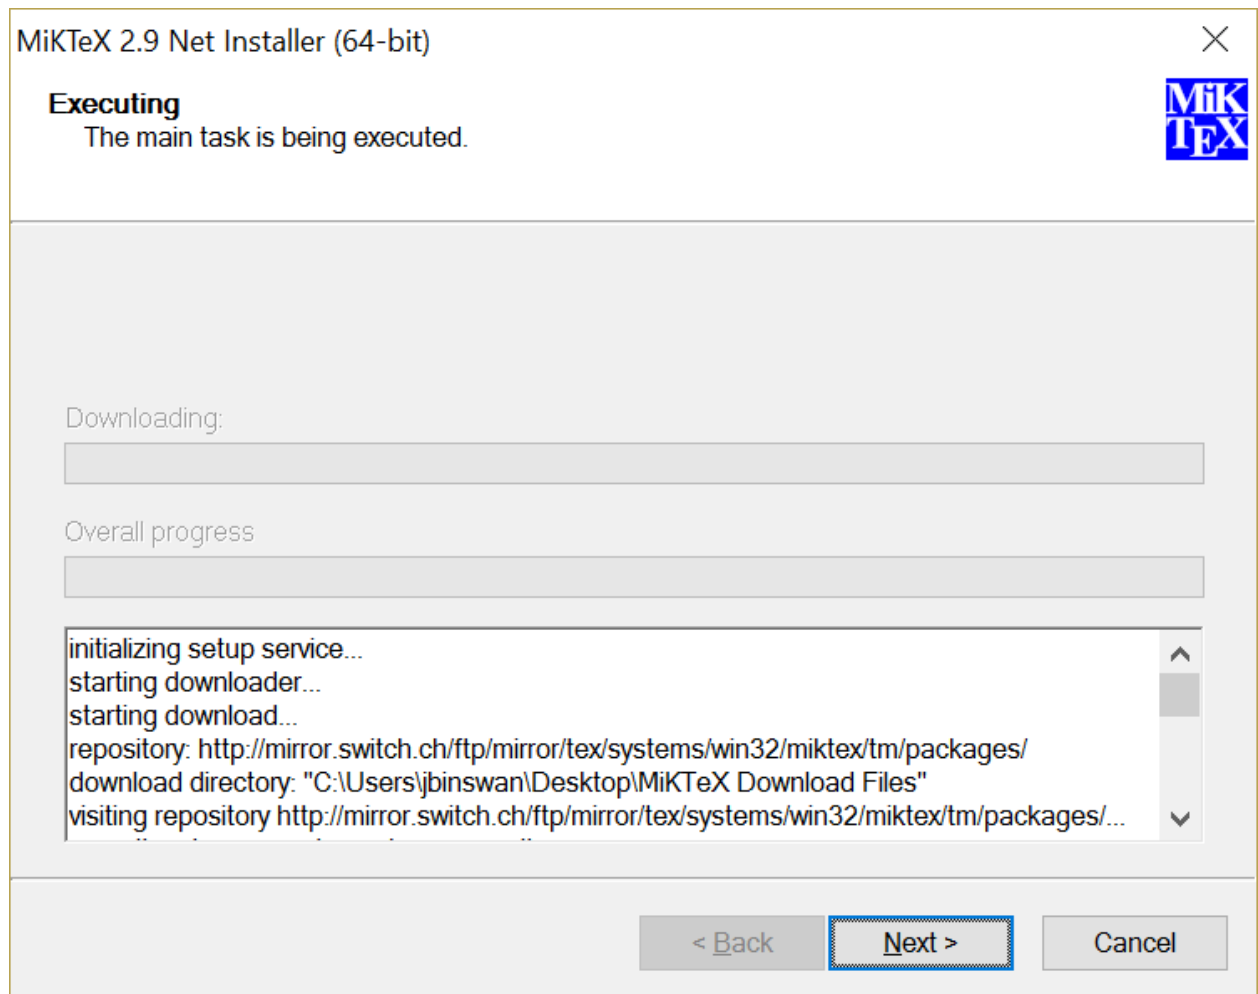 MiKTeX 2.9 Net Installer (64-bit)
Executing
The main task is being executed.
MiK
TEX
Downloading:
Overall progress
initializing setup service...
starting downloader...
starting download...
repository: http://mirror.switch.ch/ftp/mirror/tex/systems/win32/miktex/tm/packages/
download directory: "C:\Users\jbinswan\Desktop\MiKTeX Download Files"
visiting repository http://mirror.switch.ch/ftp/mirror/tex/systems/win32/miktex/tm/packages/...
< Back
Next >
Cancel